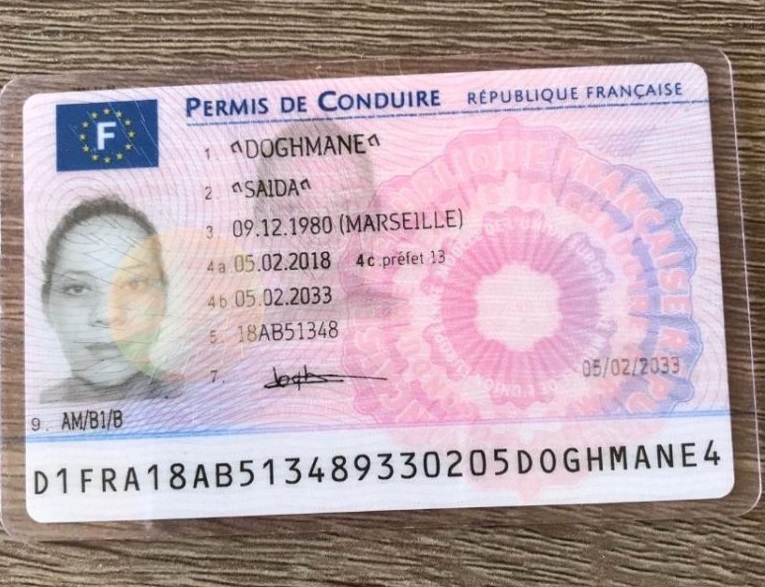 F
PERMIS DE CONDUIRE RÉPUBLIQUE FRANÇAISE
1. "DOGHMANE"
2. "SAIDA"
3. 09.12.1980 (MARSEILLE)
4a 05.02.2018 4c.préfet 13
4b 05.02.2033
5. 18AB51348
7.
05/02/2033
9. AM/B1/B
D1FRA18AB513489330205DOGHMANE4